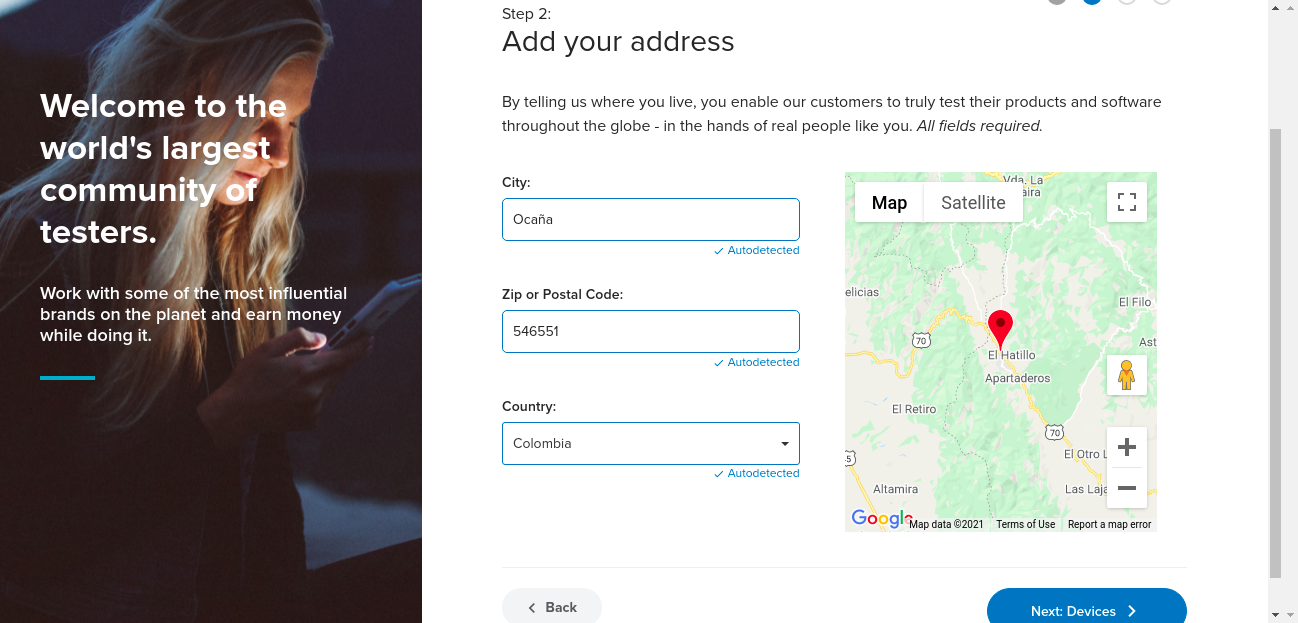 Welcome to the
world's largest
community of
testers.
Work with some of the most influential
brands on the planet and earn money
while doing it.
Step 2:
Add your address
By telling us where you live, you enable our customers to truly test their products and software
throughout the globe - in the hands of real people like you. All fields required.
City:
Ocaña
Autodetected
Zip or Postal Code:
546551
Autodetected
Country:
Colombia
Autodetected
Map
Satellite
Vda. La
aira
elicias
El Filo
70
Ast
El Hatillo
Apartaderos
El Retiro
70
El Otro L
45
Altamira
Las Laja
Google
Map data ©2021
Terms of Use
Report a map error
Back
Next: Devices